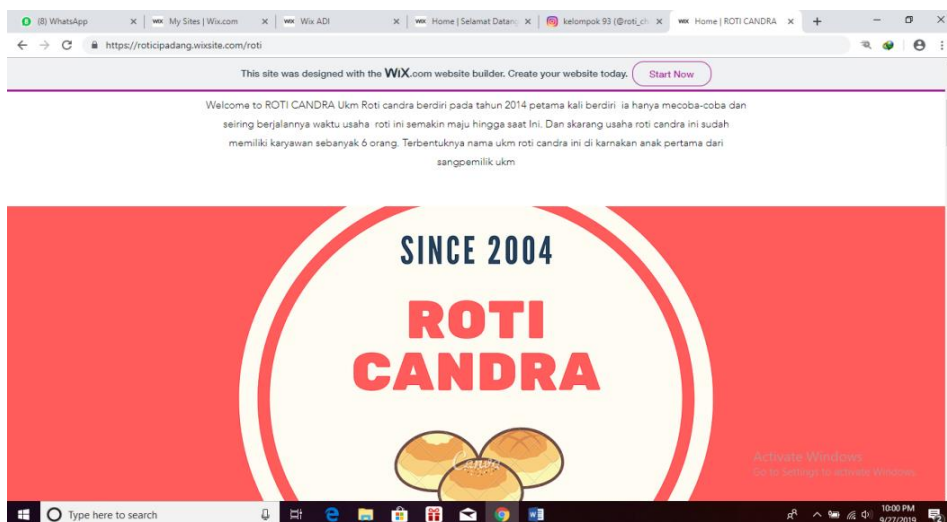 (8) WhatsApp
My Sites | Wix.com
Wix ADI
Home | Selamat Datang
kelompok 93 (@roti_ch
Home | ROTI CANDRA
https://roticipadang.wixsite.com/roti
This site was designed with the WiX.com website builder. Create your website today. Start Now
Welcome to ROTI CANDRA Ukm Roti candra berdiri pada tahun 2014 petama kali berdiri ia hanya mecoba-coba dan
seiring berjalannya waktu usaha roti ini semakin maju hingga saat Ini. Dan skarang usaha roti candra ini sudah
memiliki karyawan sebanyak 6 orang. Terbentuknya nama ukm roti candra ini di karnakan anak pertama dari
sangpemilik ukm
SINCE 2004
ROTI
CANDRA
Canva
Activate Windows
Go to Settings to activate Windows.
Type here to search
10:00 PM
9/27/2019